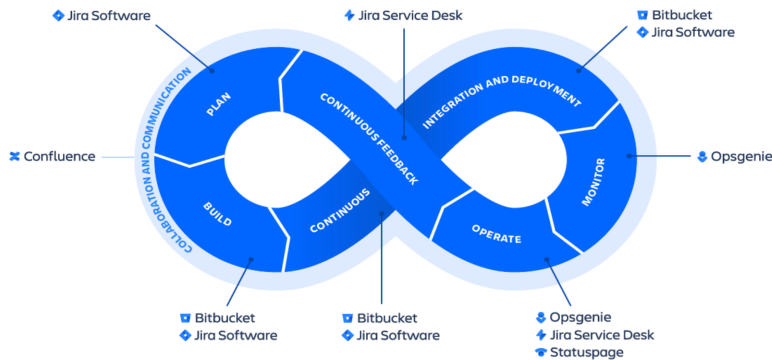 Jira Software
Jira Service Desk
Bitbucket
Jira Software
COLLABORATION AND COMMUNICATION
PLAN
CONTINUOUS FEEDBACK
INTEGRATION AND DEPLOYMENT
Confluence
Opsgenie
MONITOR
BUILD
CONTINUOUS
OPERATE
Bitbucket
Jira Software
Bitbucket
Jira Software
Opsgenie
Jira Service Desk
Statuspage